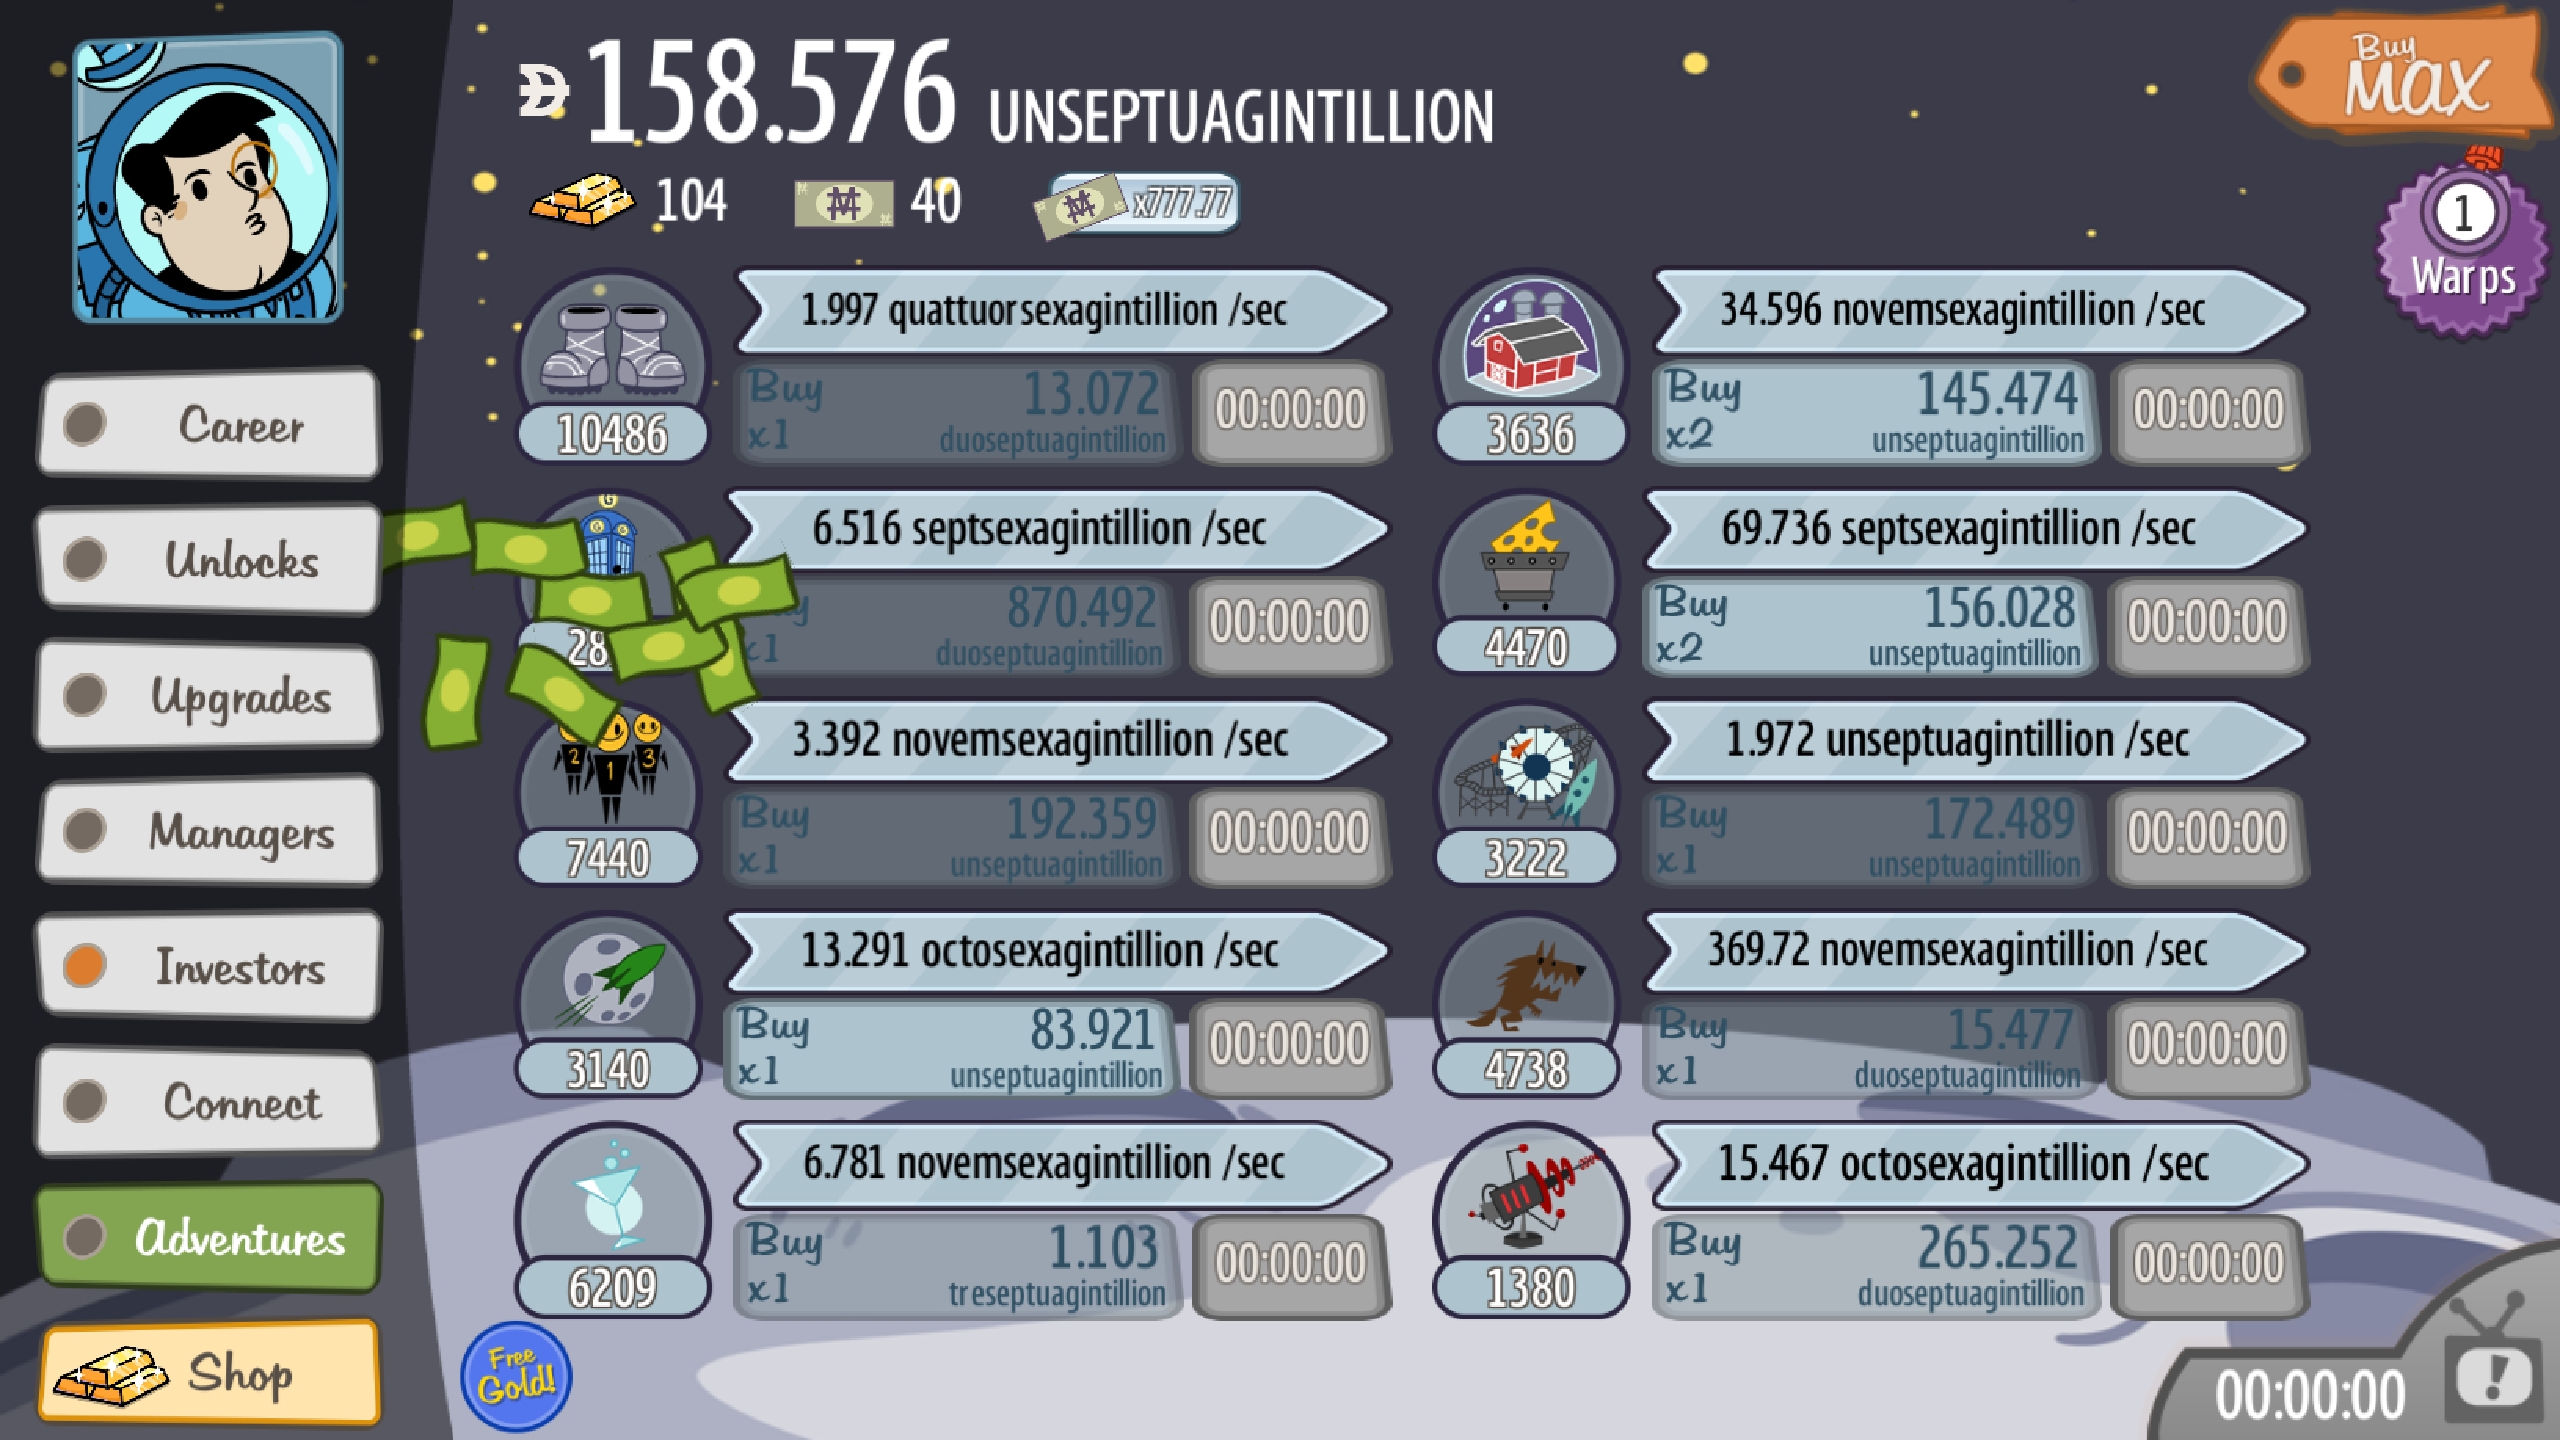 158.576 UNSEPTUAGINTILLION
Buy
MAX
104 40 x777.77
1
Warps
Career
Unlocks
Upgrades
Managers
Investors
Connect
Adventures
Shop
1.997 quattuorsexagintillion /sec
Buy 13.072
x1 duoseptuagintillion
00:00:00
10486
34.596 novemsexagintillion /sec
Buy 145.474
x2 unseptuagintillion
00:00:00
3636
G
6.516 septsexagintillion /sec
870.492
x1 duoseptuagintillion
00:00:00
69.736 septsexagintillion /sec
Buy 156.028
x2 unseptuagintillion
00:00:00
4470
2 1 3
3.392 novemsexagintillion /sec
Buy 192.359
x1 unseptuagintillion
00:00:00
7440
1.972 unseptuagintillion /sec
Buy 172.489
x1 unseptuagintillion
00:00:00
3222
13.291 octosexagintillion /sec
Buy 83.921
x1 unseptuagintillion
00:00:00
3140
369.72 novemsexagintillion /sec
Buy 15.477
x1 duoseptuagintillion
00:00:00
4738
6.781 novemsexagintillion /sec
Buy 1.103
x1 treseptuagintillion
00:00:00
6209
15.467 octosexagintillion /sec
Buy 265.252
x1 duoseptuagintillion
00:00:00
1380
Free
Gold!
00:00:00
!